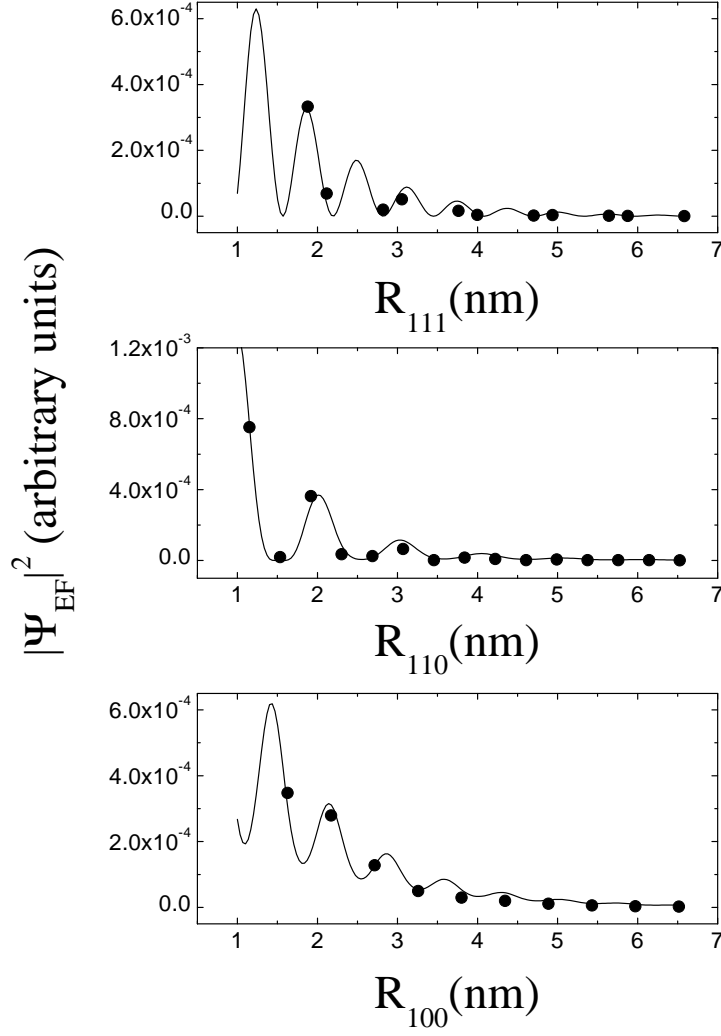 6.0x10⁻⁴
4.0x10⁻⁴
2.0x10⁻⁴
0.0
1 2 3 4 5 6 7
R₁₁₁(nm)
|Ψ_EF|² (arbitrary units)
1.2x10⁻³
8.0x10⁻⁴
4.0x10⁻⁴
0.0
1 2 3 4 5 6 7
R₁₁₀(nm)
6.0x10⁻⁴
4.0x10⁻⁴
2.0x10⁻⁴
0.0
1 2 3 4 5 6 7
R₁₀₀(nm)